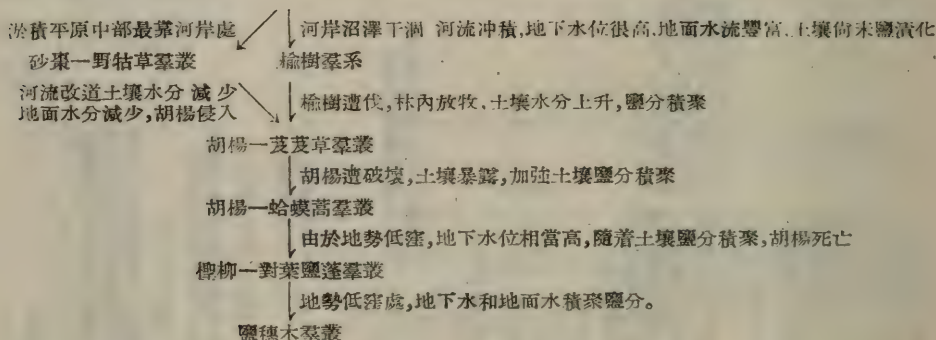 淤積平原中部最靠河岸處
河岸沼澤干涸 河流冲積,地下水位很高,地面水流豐富,土壤尙未鹽漬化
砂棗一野牯草羣叢
楡樹羣系
河流改道土壤水分減少
地面水分減少,胡楊侵入
楡樹遭伐,林內放牧,土壤水分上升,鹽分積聚
胡楊一芨芨草羣叢
胡楊遭破壞,土壤暴露,加強土壤鹽分積聚
胡楊一蛤蟆蒿羣叢
由於地勢低窪,地下水位相當高,隨着土壤鹽分積聚,胡楊死亡
檉柳一對葉鹽蓬羣叢
地勢低窪處,地下水和地面水積聚鹽分。
鹽穗木羣叢